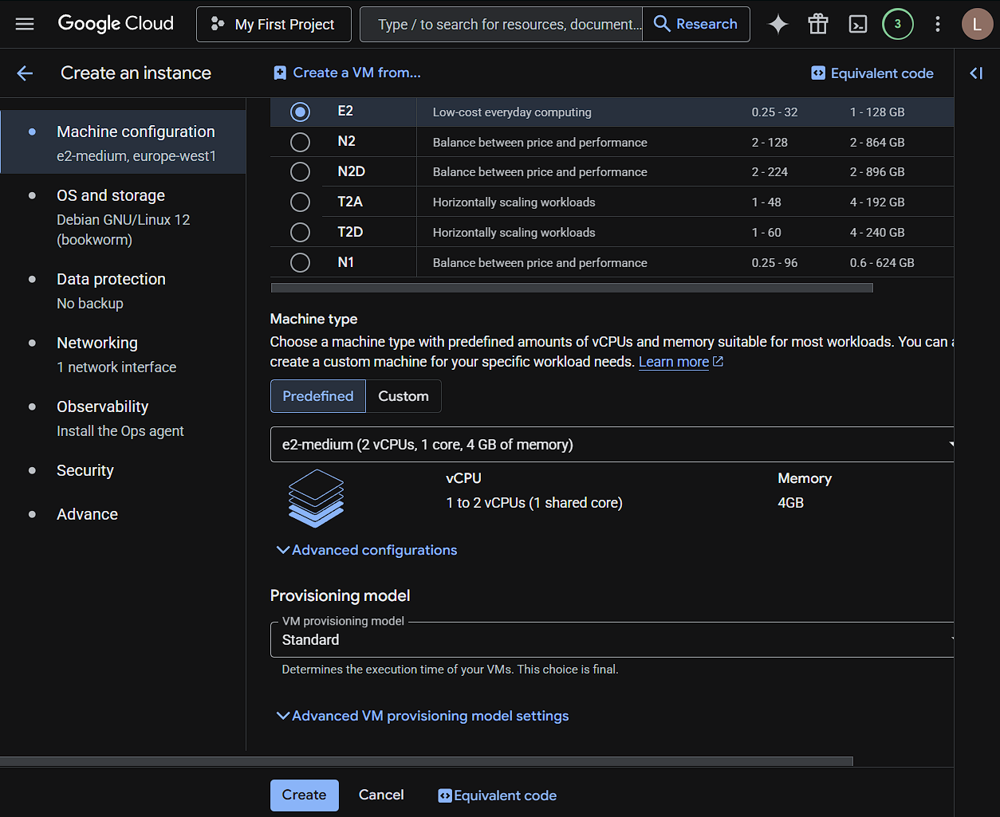 Google Cloud
My First Project
Type / to search for resources, document...
Research
3
L
Create an instance
Create a VM from...
Equivalent code
Machine configuration
e2-medium, europe-west1
OS and storage
Debian GNU/Linux 12
(bookworm)
Data protection
No backup
Networking
1 network interface
Observability
Install the Ops agent
Security
Advance
E2 Low-cost everyday computing 0.25 - 32 1 - 128 GB
N2 Balance between price and performance 2 - 128 2 - 864 GB
N2D Balance between price and performance 2 - 224 2 - 896 GB
T2A Horizontally scaling workloads 1 - 48 4 - 192 GB
T2D Horizontally scaling workloads 1 - 60 4 - 240 GB
N1 Balance between price and performance 0.25 - 96 0.6 - 624 GB
Machine type
Choose a machine type with predefined amounts of vCPUs and memory suitable for most workloads. You can
create a custom machine for your specific workload needs. Learn more
Predefined
Custom
e2-medium (2 vCPUs, 1 core, 4 GB of memory)
vCPU
1 to 2 vCPUs (1 shared core)
Memory
4GB
Advanced configurations
Provisioning model
VM provisioning model
Standard
Determines the execution time of your VMs. This choice is final.
Advanced VM provisioning model settings
Create
Cancel
Equivalent code